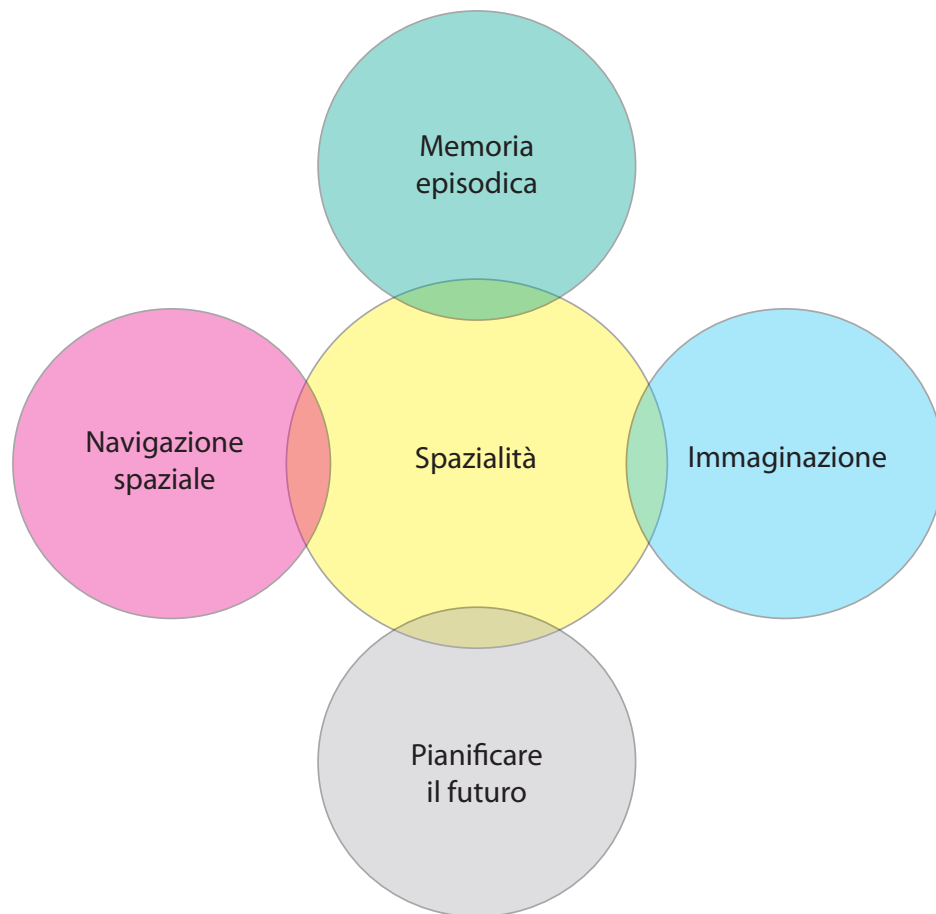 Memoria
episodica
Navigazione
spaziale
Spazialità
Immaginazione
Pianificare
il futuro